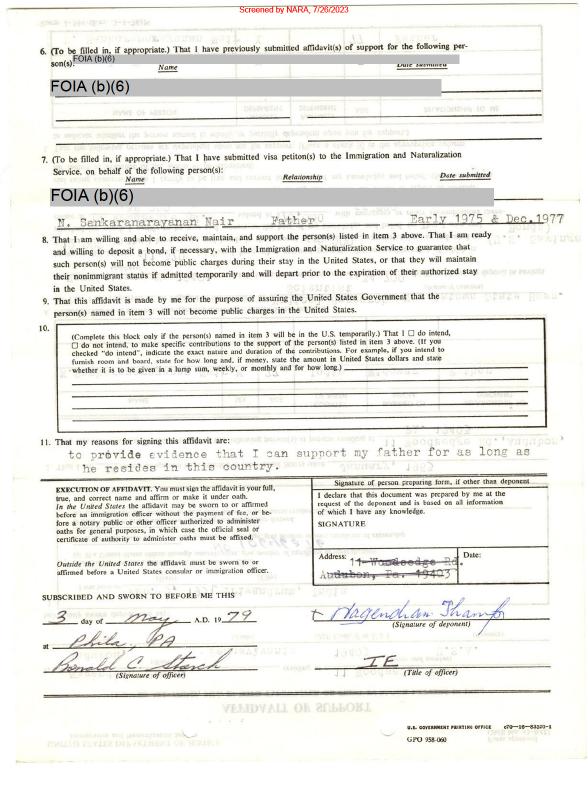 Screened by NARA, 7/26/2023
6. (To be filled in, if appropriate.) That I have previously submitted affidavit(s) of support for the following per-
son(s). FOIA (b)(6)
Name Date submitted
FOIA (b)(6)
7. (To be filled in, if appropriate.) That I have submitted visa petiton(s) to the Immigration and Naturalization
Service, on behalf of the following person(s):
Name Relationship Date submitted
FOIA (b)(6)
N. Senkaranarayanan Nair Father Early 1975 & Dec.1977
8. That I am willing and able to receive, maintain, and support the person(s) listed in item 3 above. That I am ready
and willing to deposit a bond, if necessary, with the Immigration and Naturalization Service to guarantee that
such person(s) will not become public charges during their stay in the United States, or that they will maintain
their nonimmigrant status if admitted temporarily and will depart prior to the expiration of their authorized stay
in the United States.
9. That this affidavit is made by me for the purpose of assuring the United States Government that the
person(s) named in item 3 will not become public charges in the United States.
10.
(Complete this block only if the person(s) named in item 3 will be in the U.S. temporarily.) That I ☐ do intend,
☐ do not intend, to make specific contributions to the support of the person(s) listed in item 3 above. (If you
checked "do intend", indicate the exact nature and duration of the contributions. For example, if you intend to
furnish room and board, state for how long and, if money, state the amount in United States dollars and state
whether it is to be given in a lump sum, weekly, or monthly and for how long.)
11. That my reasons for signing this affidavit are:
to provide evidence that I can support my father for as long as
he resides in this country.
EXECUTION OF AFFIDAVIT. You must sign the affidavit in your full,
true, and correct name and affirm or make it under oath.
In the United States the affidavit may be sworn to or affirmed
before an immigration officer without the payment of fee, or be-
fore a notary public or other officer authorized to administer
oaths for general purposes, in which case the official seal or
certificate of authority to administer oaths must be affixed.
Outside the United States the affidavit must be sworn to or
affirmed before a United States consular or immigration officer.
Signature of person preparing form, if other than deponent
I declare that this document was prepared by me at the
request of the deponent and is based on all information
of which I have any knowledge.
SIGNATURE
Address: 11 Woodsedge Rd. Date:
Audubon, Pa. 19403
SUBSCRIBED AND SWORN TO BEFORE ME THIS
3 day of May A.D. 19 79
Nagendran
(Signature of deponent)
at Phila, PA
Ronald C. Storch
(Signature of officer)
IE
(Title of officer)
AFFIDAVIT OF SUPPORT
U.S. GOVERNMENT PRINTING OFFICE c70-16-83320-1
GPO 958-060